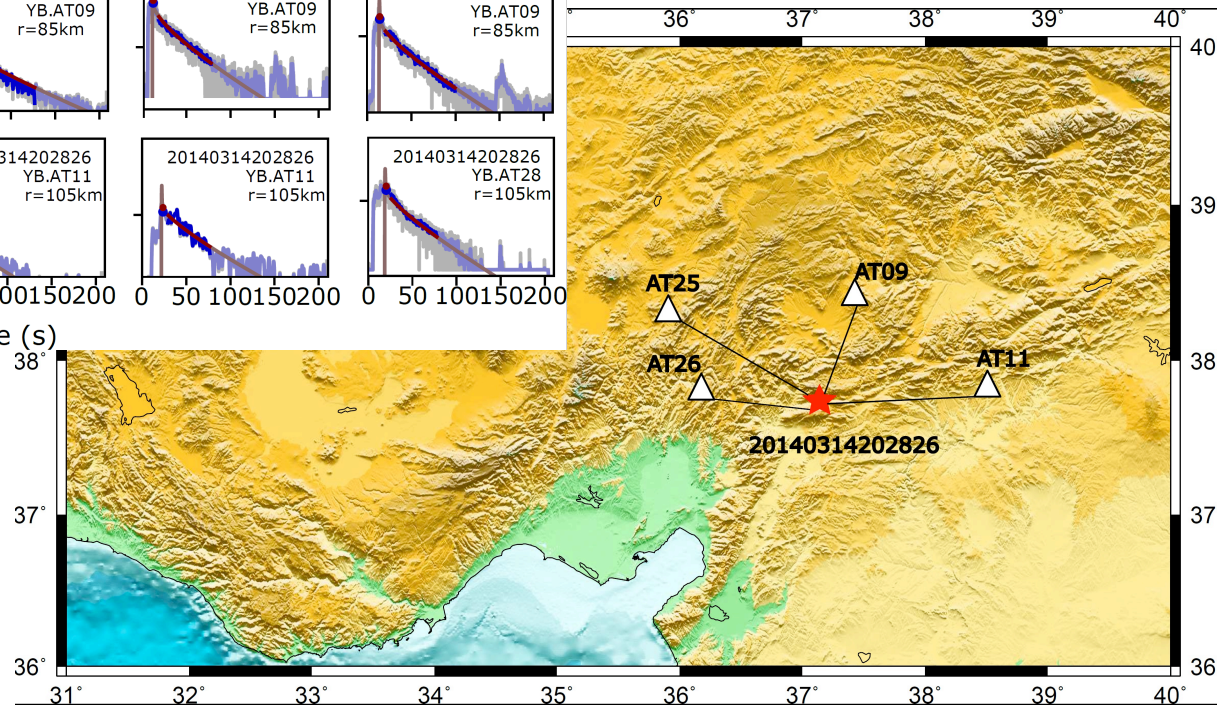 YB.AT09
r=85km
YB.AT09
r=85km
YB.AT09
r=85km
314202826
YB.AT11
r=105km
20140314202826
YB.AT11
r=105km
20140314202826
YB.AT28
r=105km
00150200
0 50 100150200
0 50 100150200
e (s)
36° 37° 38° 39° 40°
40
39
38
37
36
38°
37°
36°
31° 32° 33° 34° 35° 36° 37° 38° 39° 40°
AT25
AT09
AT26
AT11
20140314202826